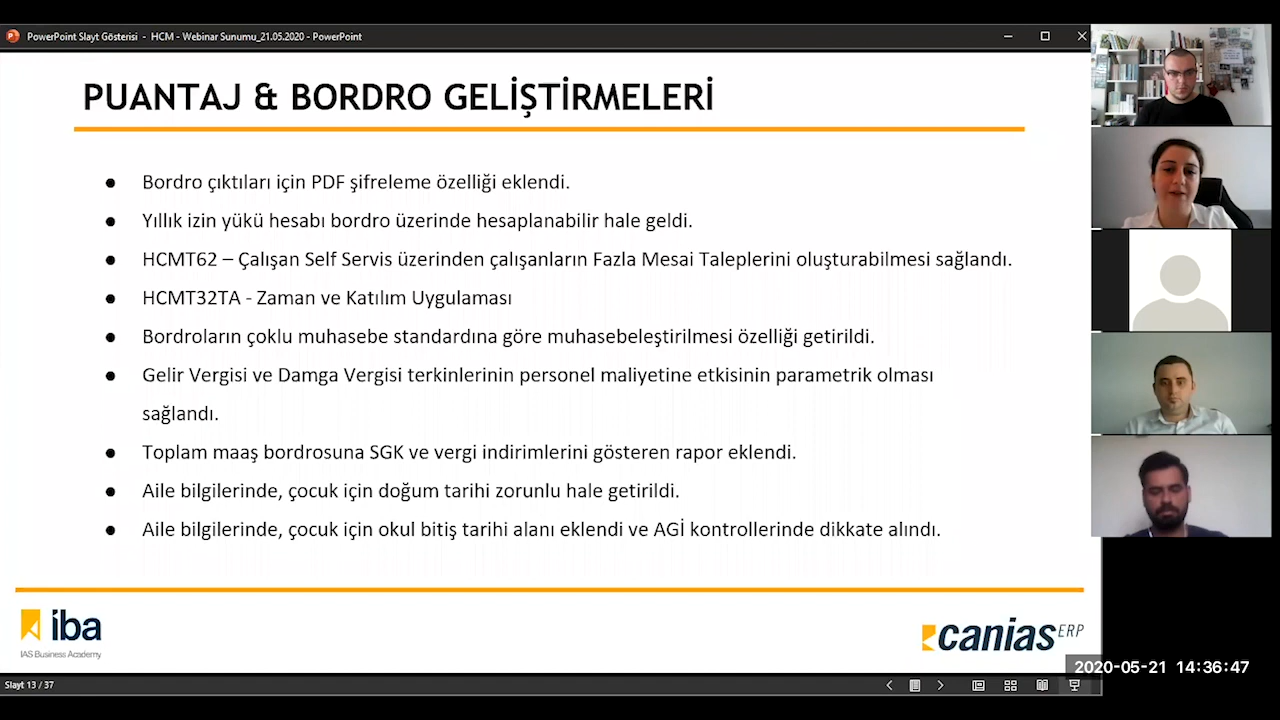 PowerPoint Slayt Gösterisi - HCM - Webinar Sunumu_21.05.2020 - PowerPoint
PUANTAJ & BORDRO GELİŞTİRMELERİ
● Bordro çıktıları için PDF şifreleme özelliği eklendi.
● Yıllık izin yükü hesabı bordro üzerinde hesaplanabilir hale geldi.
● HCMT62 – Çalışan Self Servis üzerinden çalışanların Fazla Mesai Taleplerini oluşturabilmesi sağlandı.
● HCMT32TA - Zaman ve Katılım Uygulaması
● Bordroların çoklu muhasebe standardına göre muhasebeleştirilmesi özelliği getirildi.
● Gelir Vergisi ve Damga Vergisi terkinlerinin personel maliyetine etkisinin parametrik olması
sağlandı.
● Toplam maaş bordrosuna SGK ve vergi indirimlerini gösteren rapor eklendi.
● Aile bilgilerinde, çocuk için doğum tarihi zorunlu hale getirildi.
● Aile bilgilerinde, çocuk için okul bitiş tarihi alanı eklendi ve AGİ kontrollerinde dikkate alındı.
iba
IAS Business Academy
canias ERP
2020-05-21 14:36:47
Slayt 13 / 37